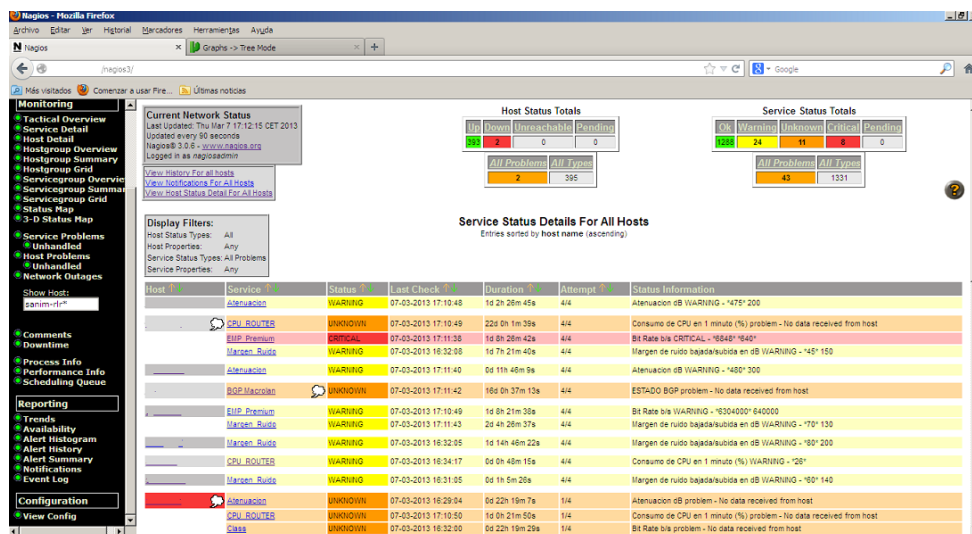 Nagios - Mozilla Firefox
Archivo Editar Ver Historial Marcadores Herramientas Ayuda
Nagios Graphs -> Tree Mode
/nagios3/ Google
Más visitados Comenzar a usar Fire... Últimas noticias
Monitoring
Tactical Overview
Service Detail
Host Detail
Hostgroup Overview
Hostgroup Summary
Hostgroup Grid
Servicegroup Overvie
Servicegroup Summar
Servicegroup Grid
Status Map
3-D Status Map
Service Problems
Unhandled
Host Problems
Unhandled
Network Outages
Show Host:
sanim-rlr*
Comments
Downtime
Process Info
Performance Info
Scheduling Queue
Reporting
Trends
Availability
Alert Histogram
Alert History
Alert Summary
Notifications
Event Log
Configuration
View Config
Current Network Status
Last Updated: Thu Mar 7 17:12:15 CET 2013
Updated every 90 seconds
Nagios® 3.0.6 - www.nagios.org
Logged in as nagiosadmin
View History For all hosts
View Notifications For All Hosts
View Host Status Detail For All Hosts
Host Status Totals
Up Down Unreachable Pending
393 2 0 0
All Problems All Types
2 395
Service Status Totals
Ok Warning Unknown Critical Pending
1288 24 11 8 0
All Problems All Types
43 1331
Display Filters:
Host Status Types: All
Host Properties: Any
Service Status Types: All Problems
Service Properties: Any
Service Status Details For All Hosts
Entries sorted by host name (ascending)
Host Service Status Last Check Duration Attempt Status Information
Atenuacion WARNING 07-03-2013 17:10:48 1d 2h 26m 45s 4/4 Atenuacion dB WARNING - *475* 200
CPU_ROUTER UNKNOWN 07-03-2013 17:10:49 22d 0h 1m 39s 4/4 Consumo de CPU en 1 minuto (%) problem - No data received from host
EMP_Premium CRITICAL 07-03-2013 17:11:38 1d 8h 26m 42s 4/4 Bit Rate b/s CRITICAL - *6848* *640*
Margen_Ruido WARNING 07-03-2013 16:32:08 1d 7h 21m 40s 4/4 Margen de ruido bajada/subida en dB WARNING - *45* 150
Atenuacion WARNING 07-03-2013 17:11:40 0d 11h 46m 9s 4/4 Atenuacion dB WARNING - *480* 300
BGP Macrolan UNKNOWN 07-03-2013 17:11:42 16d 0h 37m 13s 4/4 ESTADO BGP problem - No data received from host
EMP_Premium WARNING 07-03-2013 17:10:49 1d 8h 21m 38s 4/4 Bit Rate b/s WARNING - *6304000* 640000
Margen_Ruido WARNING 07-03-2013 17:11:43 2d 4h 26m 37s 4/4 Margen de ruido bajada/subida en dB WARNING - *70* 130
Margen_Ruido WARNING 07-03-2013 16:32:05 1d 14h 46m 22s 4/4 Margen de ruido bajada/subida en dB WARNING - *80* 200
CPU_ROUTER WARNING 07-03-2013 16:34:17 0d 0h 48m 15s 4/4 Consumo de CPU en 1 minuto (%) WARNING - *26*
Margen_Ruido WARNING 07-03-2013 16:31:05 0d 1h 5m 26s 4/4 Margen de ruido bajada/subida en dB WARNING - *60* 140
Atenuacion UNKNOWN 07-03-2013 16:29:04 0d 22h 19m 7s 1/4 Atenuacion dB problem - No data received from host
CPU_ROUTER UNKNOWN 07-03-2013 17:10:50 1d 0h 21m 50s 1/4 Consumo de CPU en 1 minuto (%) problem - No data received from host
Class UNKNOWN 07-03-2013 16:32:00 0d 22h 19m 29s 1/4 Bit Rate b/s problem - No data received from host